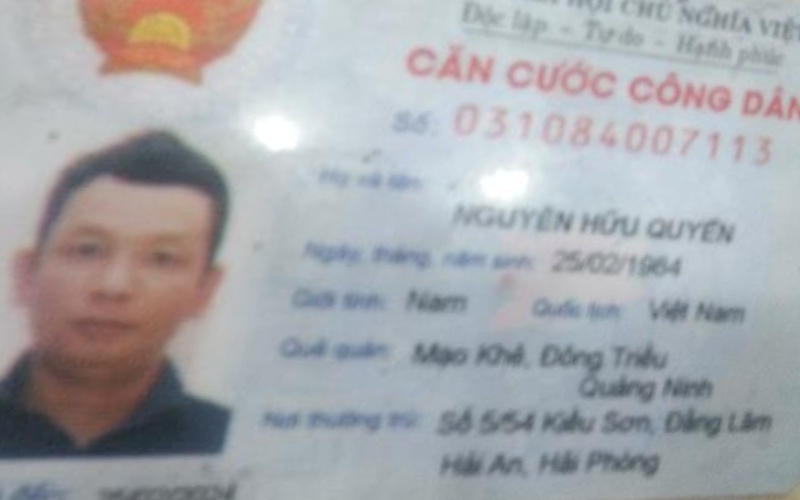 HỘI CHỦ NGHĨA VIỆT
Độc lập – Tự do – Hạnh phúc
CĂN CƯỚC CÔNG DÂN
Số: 031084007113
Họ và tên:
NGUYỄN HỮU QUYỀN
Ngày, tháng, năm sinh: 25/02/1984
Giới tính: Nam Quốc tịch: Việt Nam
Quê quán: Mạo Khê, Đông Triều
Quảng Ninh
Nơi thường trú: Số 5/54 Kiều Sơn, Đằng Lâm
Hải An, Hải Phòng
đến: